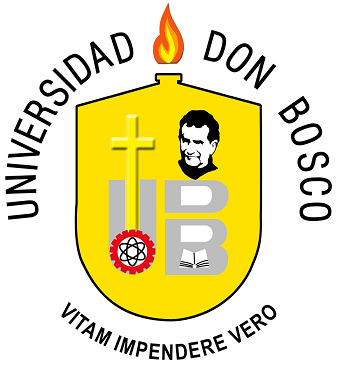 UNIVERSIDAD DON BOSCO
UDB
VITAM IMPENDERE VERO